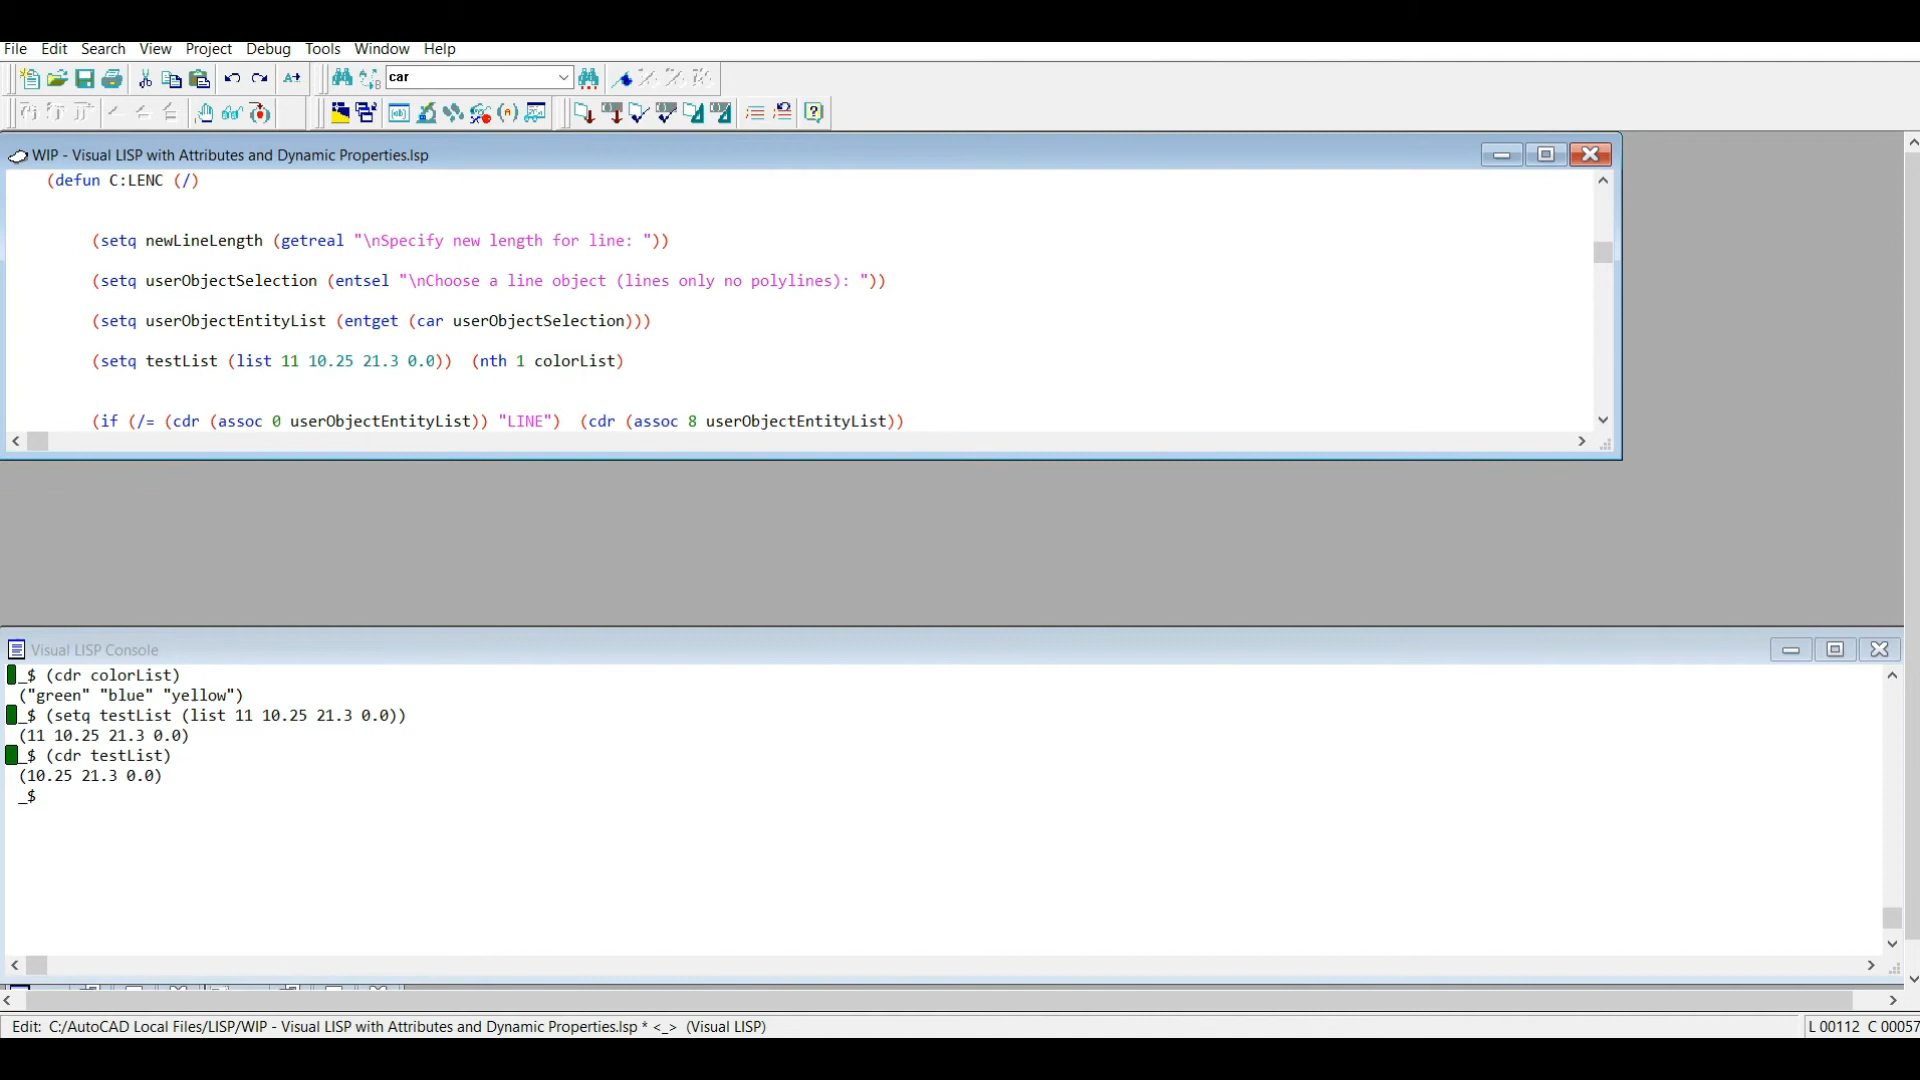 File Edit Search View Project Debug Tools Window Help
car
WIP - Visual LISP with Attributes and Dynamic Properties.lsp
(defun C:LENC (/)
(setq newLineLength (getreal "\nSpecify new length for line: "))
(setq userObjectSelection (entsel "\nChoose a line object (lines only no polylines): "))
(setq userObjectEntityList (entget (car userObjectSelection)))
(setq testList (list 11 10.25 21.3 0.0)) (nth 1 colorList)
(if (/= (cdr (assoc 0 userObjectEntityList)) "LINE") (cdr (assoc 8 userObjectEntityList))
Visual LISP Console
_$ (cdr colorList)
("green" "blue" "yellow")
_$ (setq testList (list 11 10.25 21.3 0.0))
(11 10.25 21.3 0.0)
_$ (cdr testList)
(10.25 21.3 0.0)
_$
Edit: C:/AutoCAD Local Files/LISP/WIP - Visual LISP with Attributes and Dynamic Properties.lsp * <_> (Visual LISP)
L 00112 C 00057